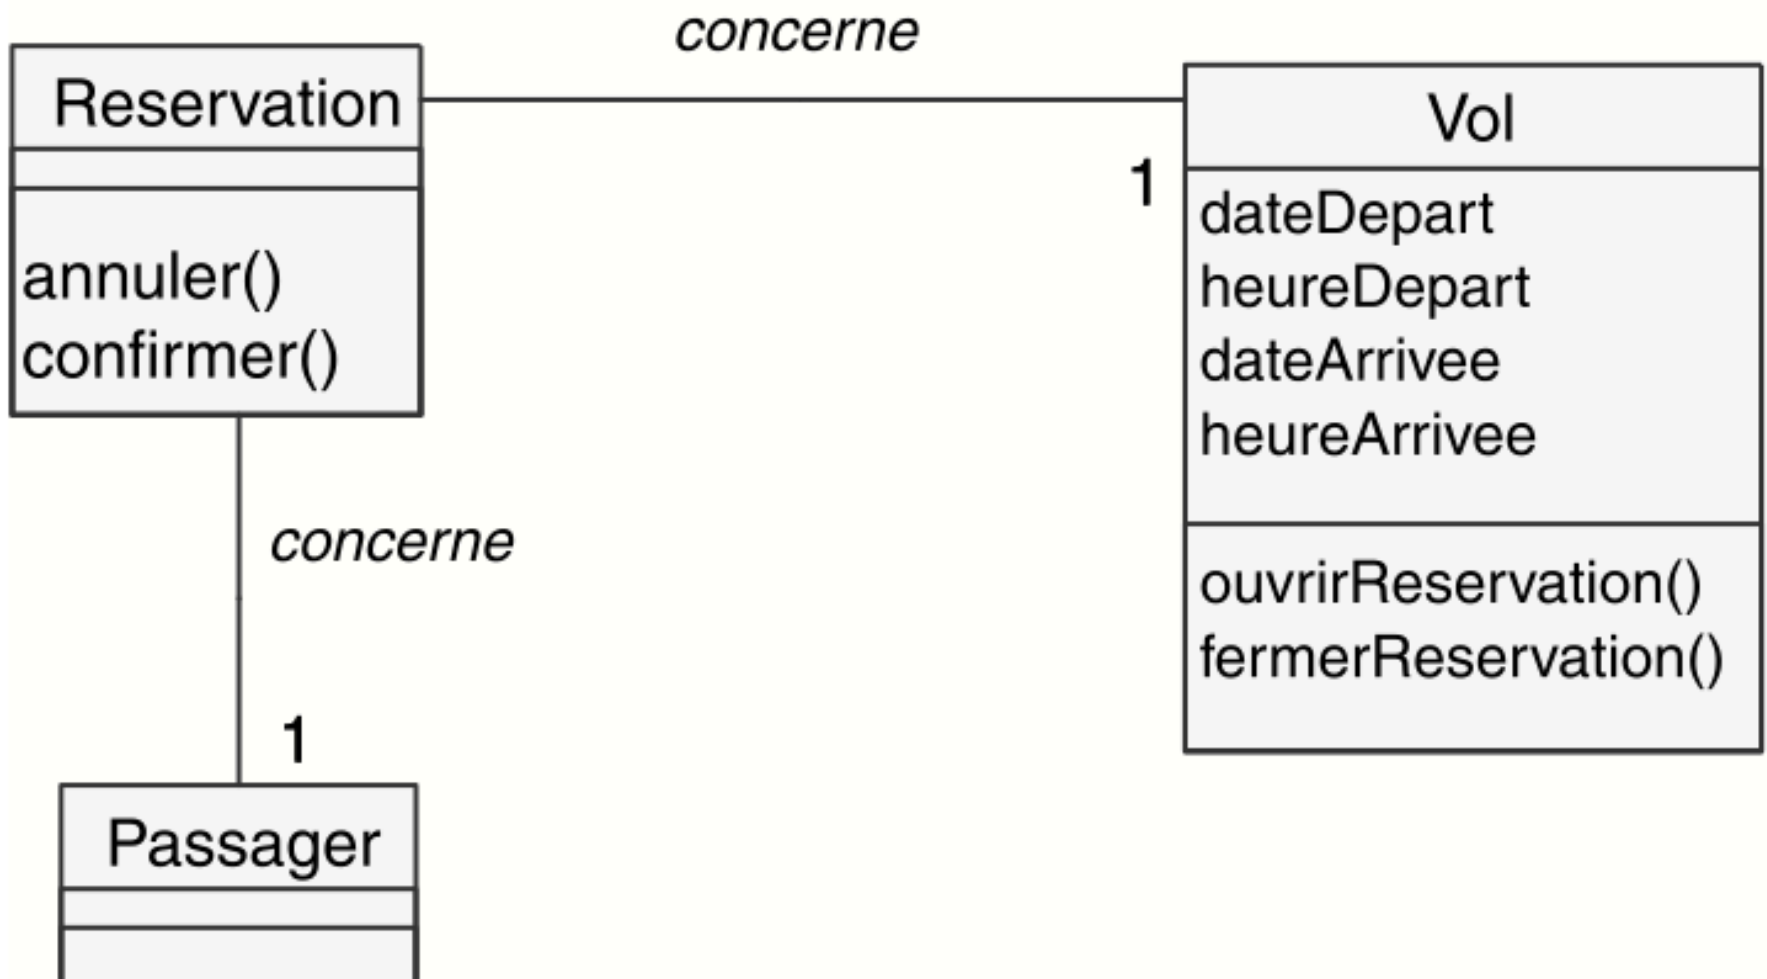 concerne
Reservation
annuler()
confirmer()
Vol
1
dateDepart
heureDepart
dateArrivee
heureArrivee
ouvrirReservation()
fermerReservation()
concerne
1
Passager